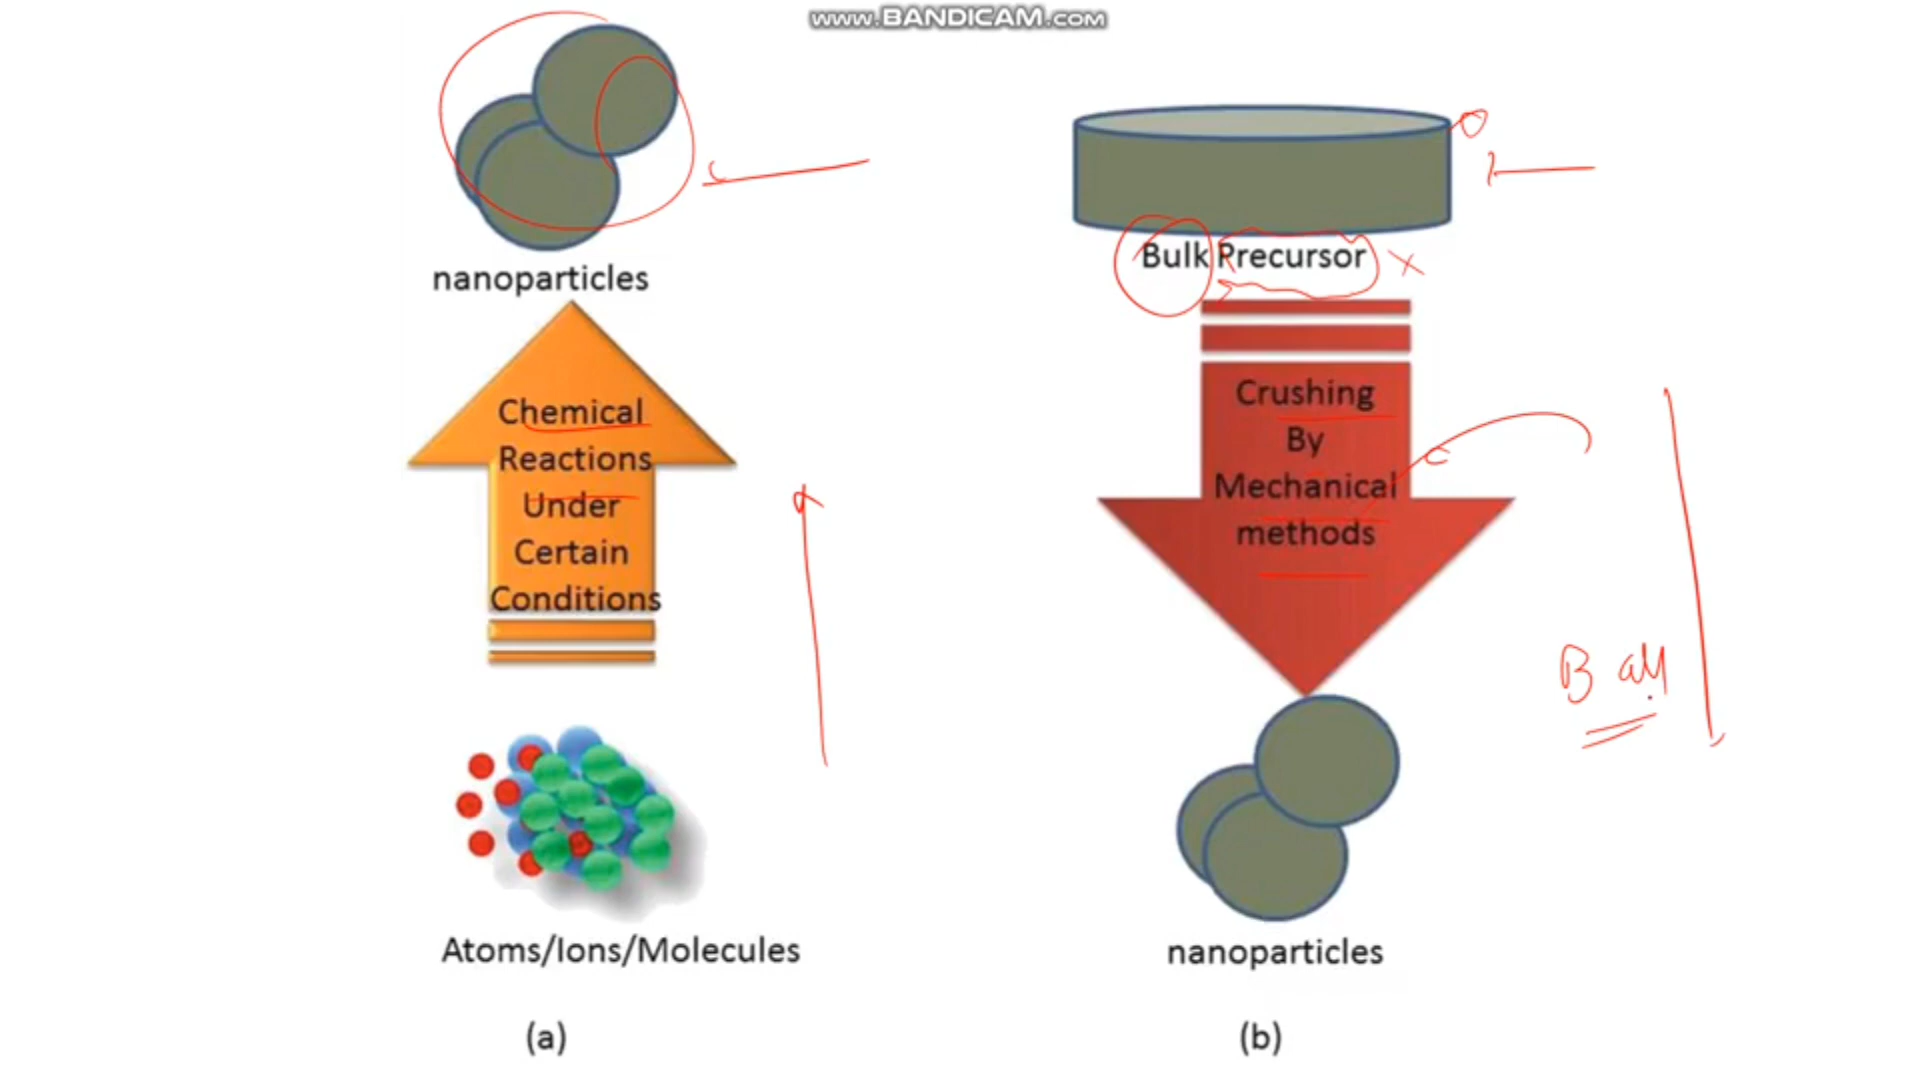 www.BANDICAM.com
nanoparticles
Chemical
Reactions
Under
Certain
Conditions
Atoms/Ions/Molecules
(a)
Bulk Precursor
Crushing
By
Mechanical
methods
Ball
nanoparticles
(b)